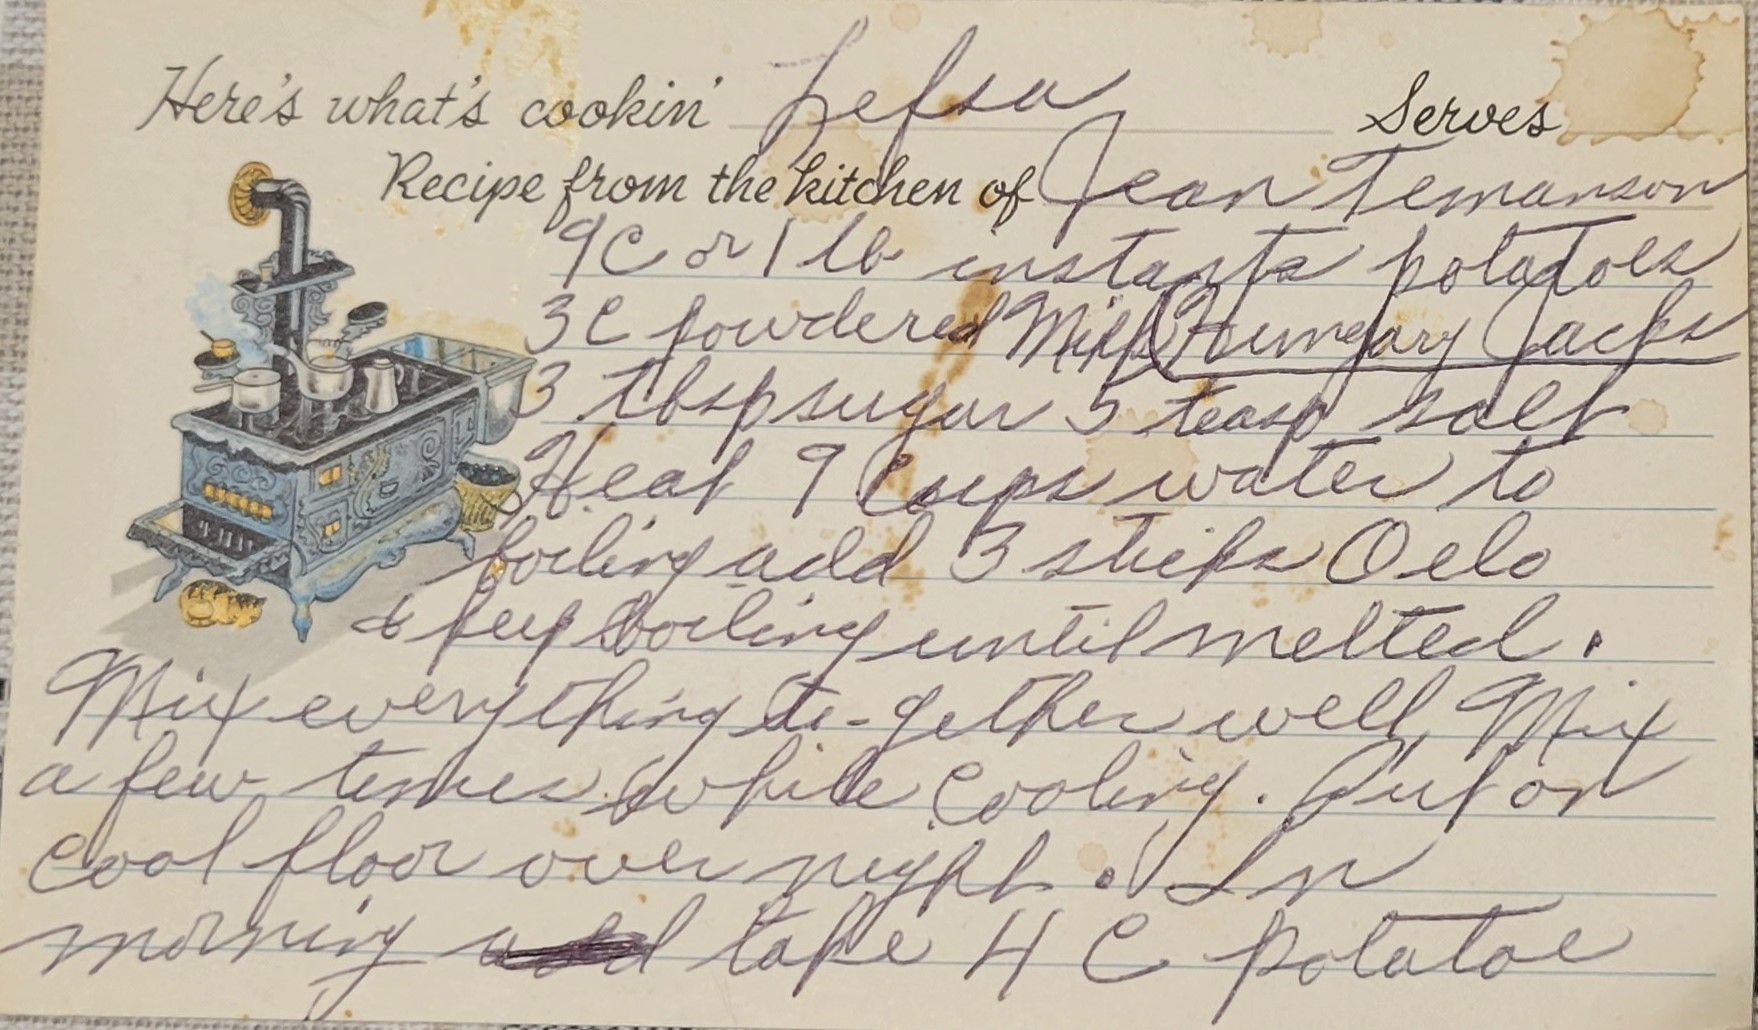 Here's what's cookin' Lefsa Serves
Recipe from the kitchen of Jean Temanson
9C or 1 lb instants potatoes
3C powdered Milk (Hungary Jacks
3 tbsp sugar 5 teasp salt
Heat 9 Cups water to
boiling add 3 sticks Oelo
& keep boiling until melted.
Mix everything to-gether well, Mix
a few times while cooling. Put on
cool floor over night. In
morning take 4 C potatoe